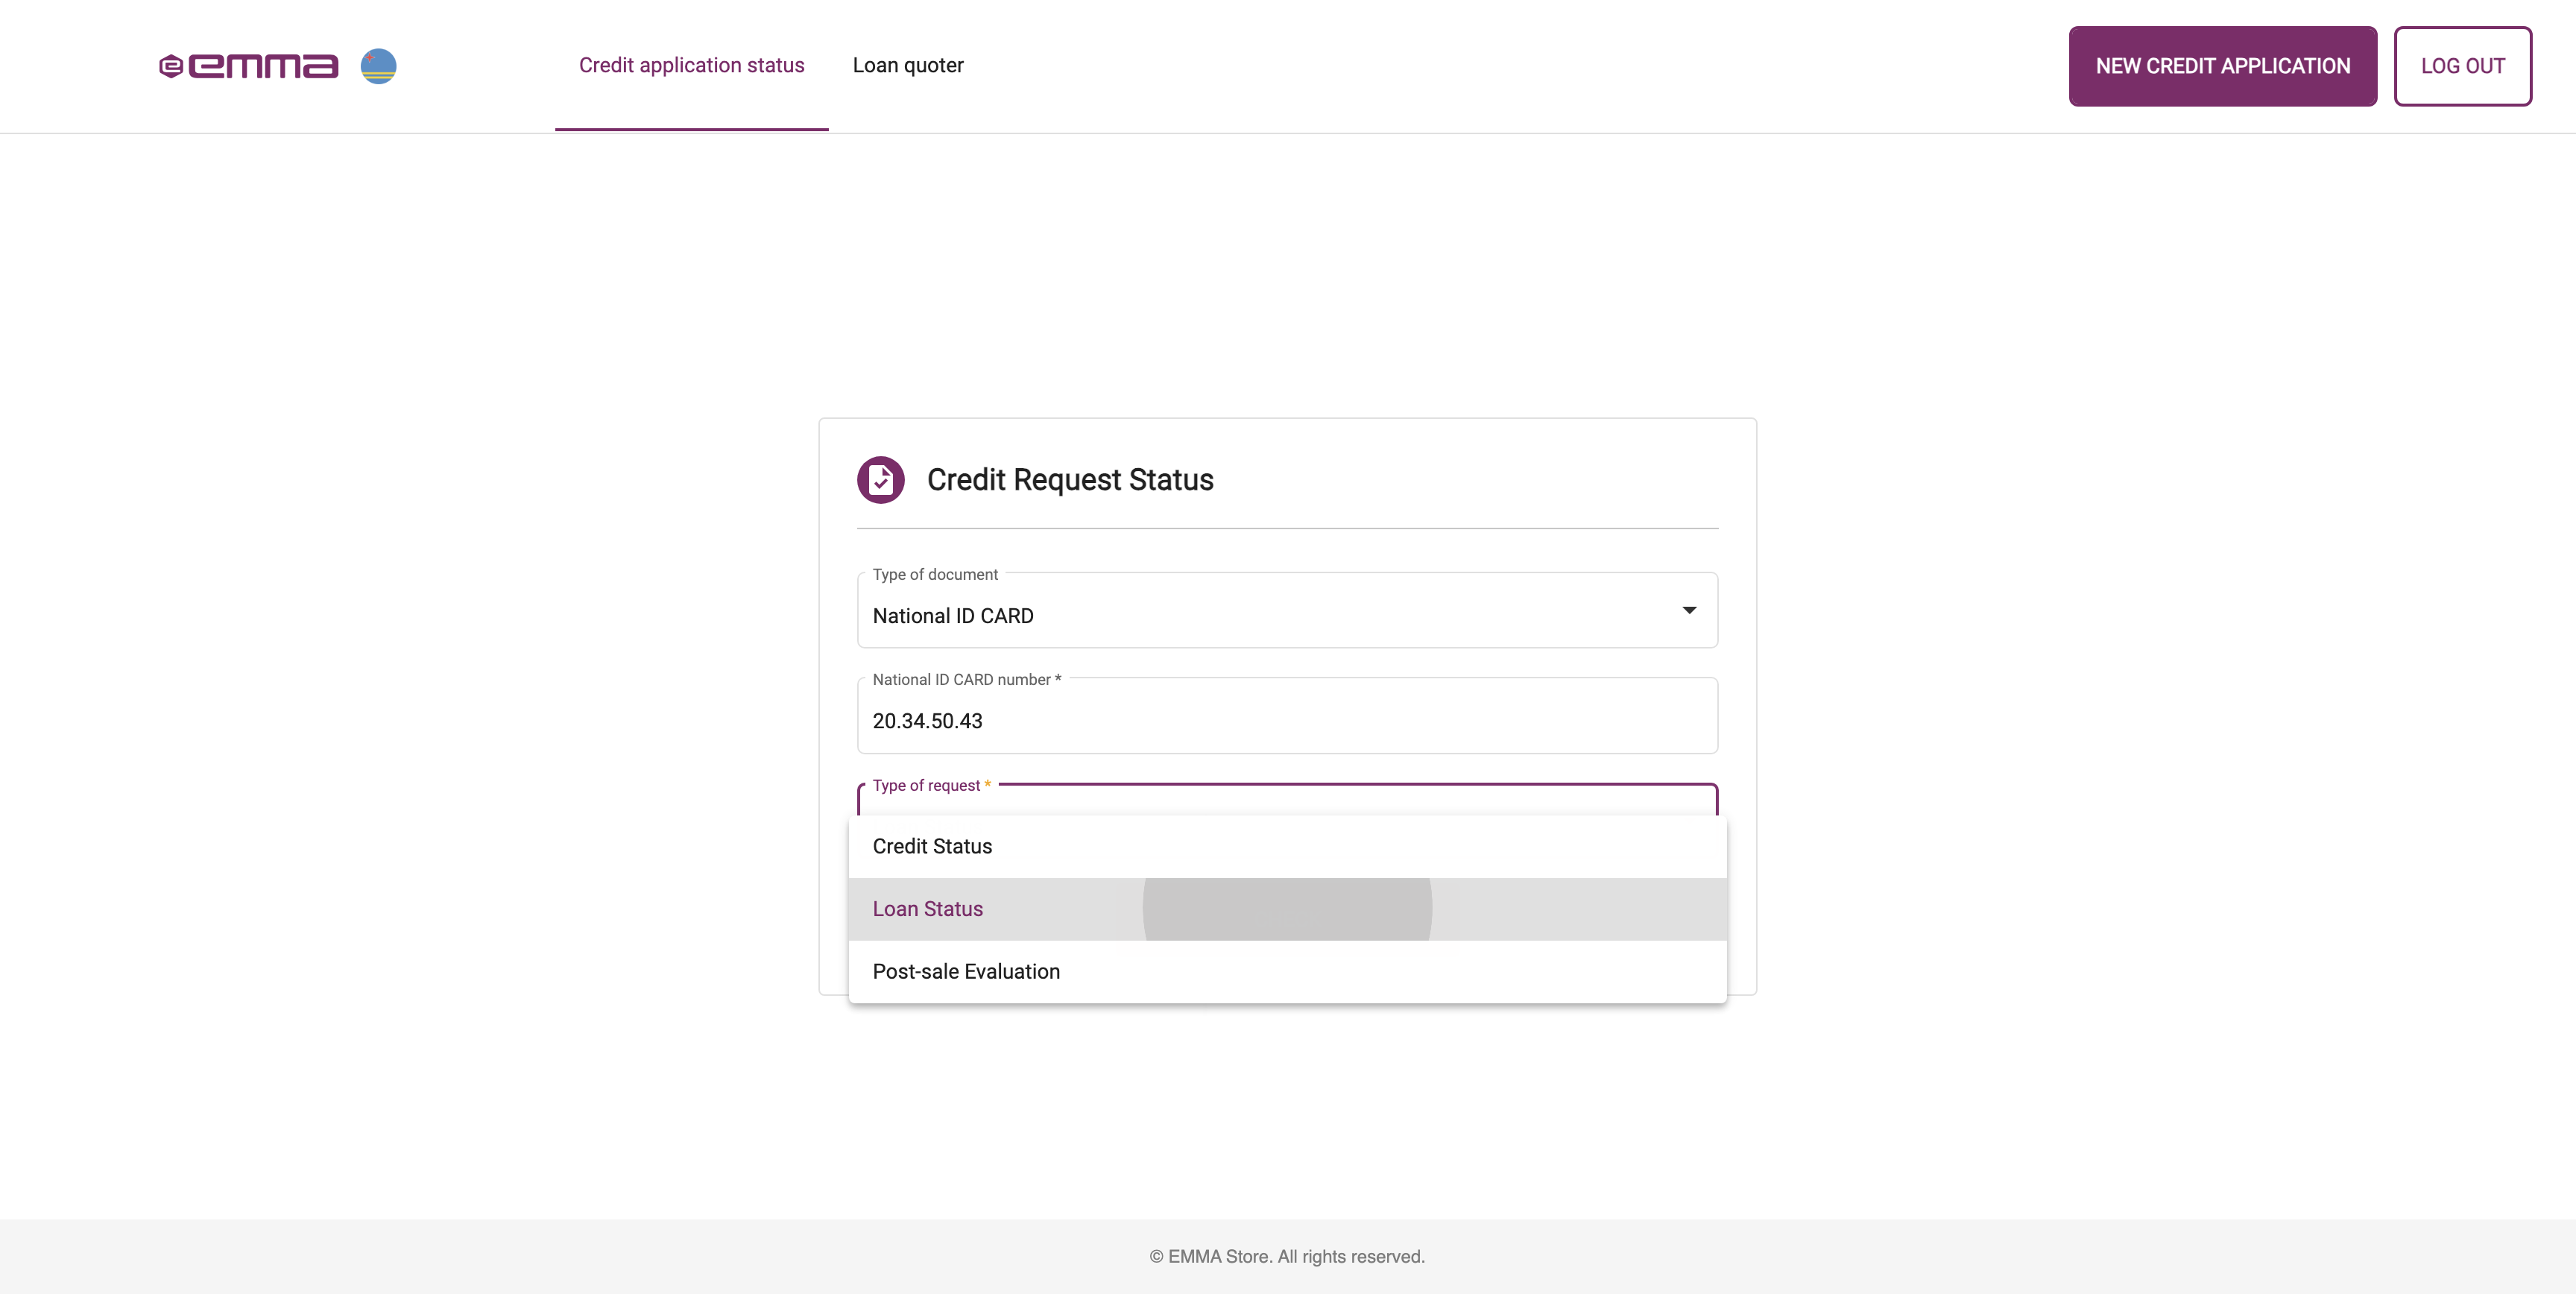 emma
Credit application status
Loan quoter
NEW CREDIT APPLICATION
LOG OUT
Credit Request Status
Type of document
National ID CARD
National ID CARD number *
20.34.50.43
Type of request *
Credit Status
Loan Status
Post-sale Evaluation
© EMMA Store. All rights reserved.